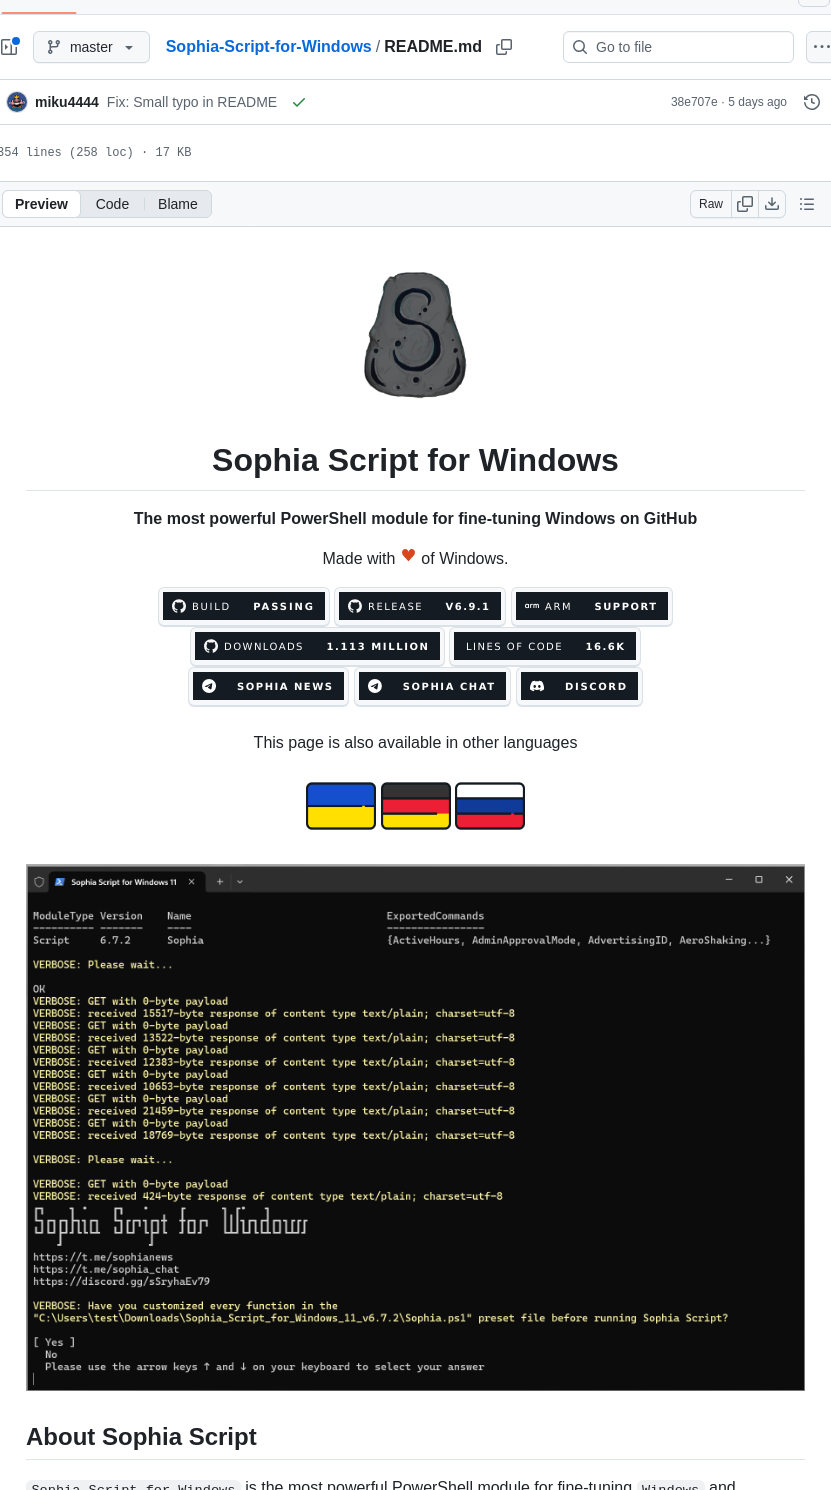 master
Sophia-Script-for-Windows / README.md
Go to file
miku4444 Fix: Small typo in README
38e707e · 5 days ago
354 lines (258 loc) · 17 KB
Preview Code Blame
Raw
S
Sophia Script for Windows
The most powerful PowerShell module for fine-tuning Windows on GitHub
Made with ♥ of Windows.
BUILD PASSING RELEASE V6.9.1 arm ARM SUPPORT
DOWNLOADS 1.113 MILLION LINES OF CODE 16.6K
SOPHIA NEWS SOPHIA CHAT DISCORD
This page is also available in other languages
Sophia Script for Windows 11
ModuleType Version Name ExportedCommands
---------- ------- ---- ----------------
Script 6.7.2 Sophia {ActiveHours, AdminApprovalMode, AdvertisingID, AeroShaking...}
VERBOSE: Please wait...
OK
VERBOSE: GET with 0-byte payload
VERBOSE: received 15517-byte response of content type text/plain; charset=utf-8
VERBOSE: GET with 0-byte payload
VERBOSE: received 13522-byte response of content type text/plain; charset=utf-8
VERBOSE: GET with 0-byte payload
VERBOSE: received 12383-byte response of content type text/plain; charset=utf-8
VERBOSE: GET with 0-byte payload
VERBOSE: received 10653-byte response of content type text/plain; charset=utf-8
VERBOSE: GET with 0-byte payload
VERBOSE: received 21459-byte response of content type text/plain; charset=utf-8
VERBOSE: GET with 0-byte payload
VERBOSE: received 18769-byte response of content type text/plain; charset=utf-8
VERBOSE: Please wait...
VERBOSE: GET with 0-byte payload
VERBOSE: received 424-byte response of content type text/plain; charset=utf-8
Sophia Script for Windows
https://t.me/sophianews
https://t.me/sophia_chat
https://discord.gg/sSryhaEv79
VERBOSE: Have you customized every function in the
"C:\Users\test\Downloads\Sophia_Script_for_Windows_11_v6.7.2\Sophia.ps1" preset file before running Sophia Script?
[ Yes ]
No
Please use the arrow keys ↑ and ↓ on your keyboard to select your answer
About Sophia Script
Sophia Script for Windows is the most powerful PowerShell module for fine-tuning Windows and